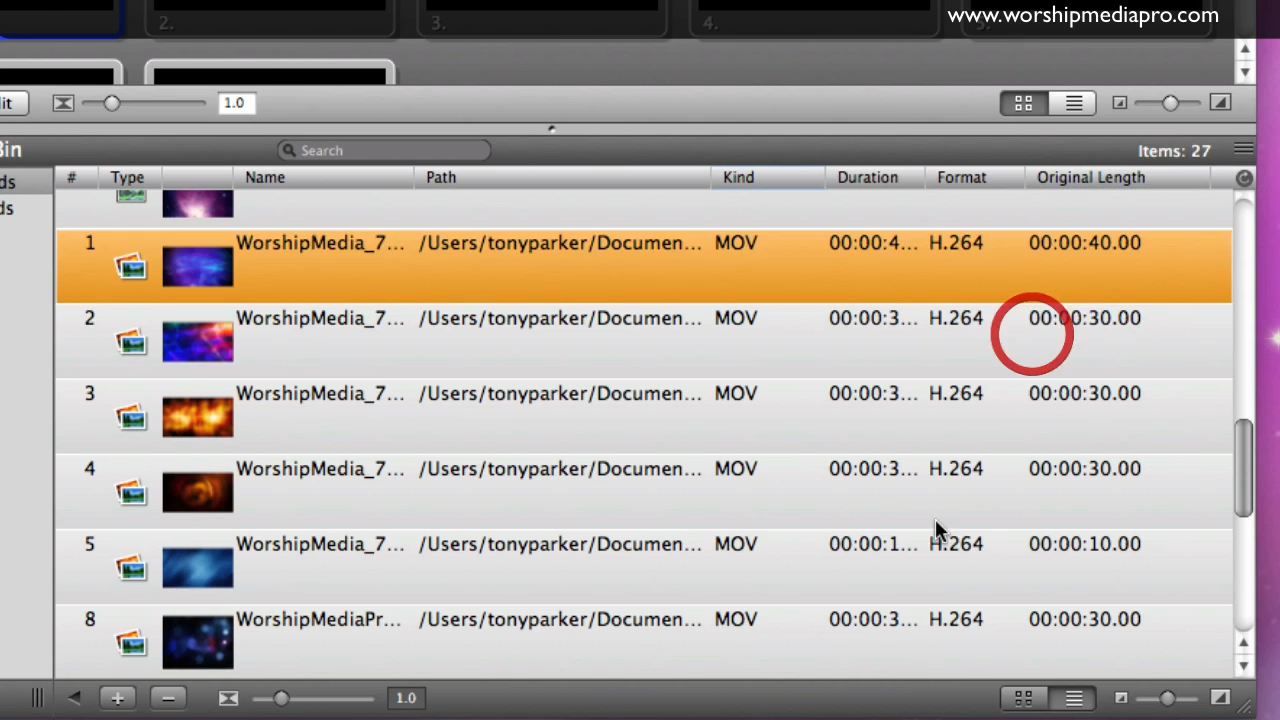 www.worshipmediapro.com
2.
3.
4.
it
1.0
Bin
Search
Items: 27
ds
ds
# Type Name Path Kind Duration Format Original Length
1 WorshipMedia_7... /Users/tonyparker/Documen... MOV 00:00:4... H.264 00:00:40.00
2 WorshipMedia_7... /Users/tonyparker/Documen... MOV 00:00:3... H.264 00:00:30.00
3 WorshipMedia_7... /Users/tonyparker/Documen... MOV 00:00:3... H.264 00:00:30.00
4 WorshipMedia_7... /Users/tonyparker/Documen... MOV 00:00:3... H.264 00:00:30.00
5 WorshipMedia_7... /Users/tonyparker/Documen... MOV 00:00:1... H.264 00:00:10.00
8 WorshipMediaPr... /Users/tonyparker/Documen... MOV 00:00:3... H.264 00:00:30.00
1.0